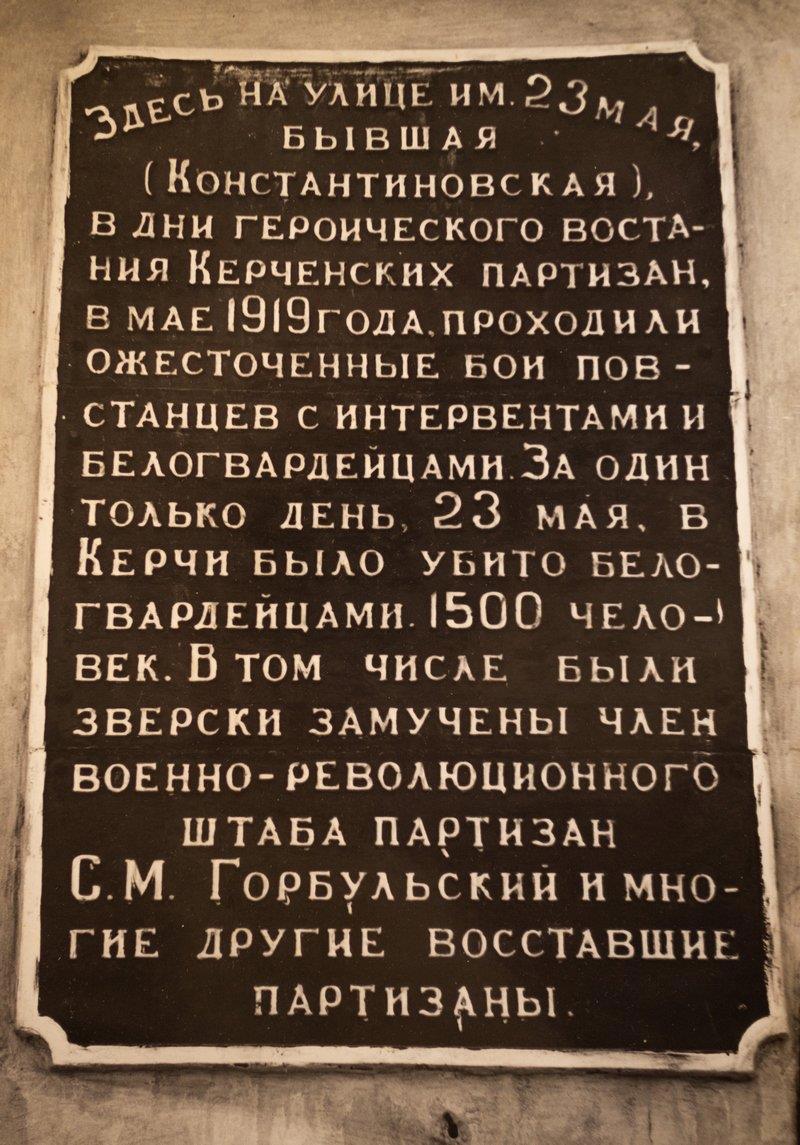 Здесь на улице им. 23 мая,
бывшая
(Константиновская),
в дни героического воста-
ния Керченских партизан,
в мае 1919 года, проходили
ожесточенные бои пов-
станцев с интервентами и
белогвардейцами. За один
только день, 23 мая, в
Керчи было убито бело-
гвардейцами. 1500 чело-
век. В том числе были
зверски замучены член
военно-революционного
штаба партизан
С.М. Горбульский и мно-
гие другие восставшие
партизаны.